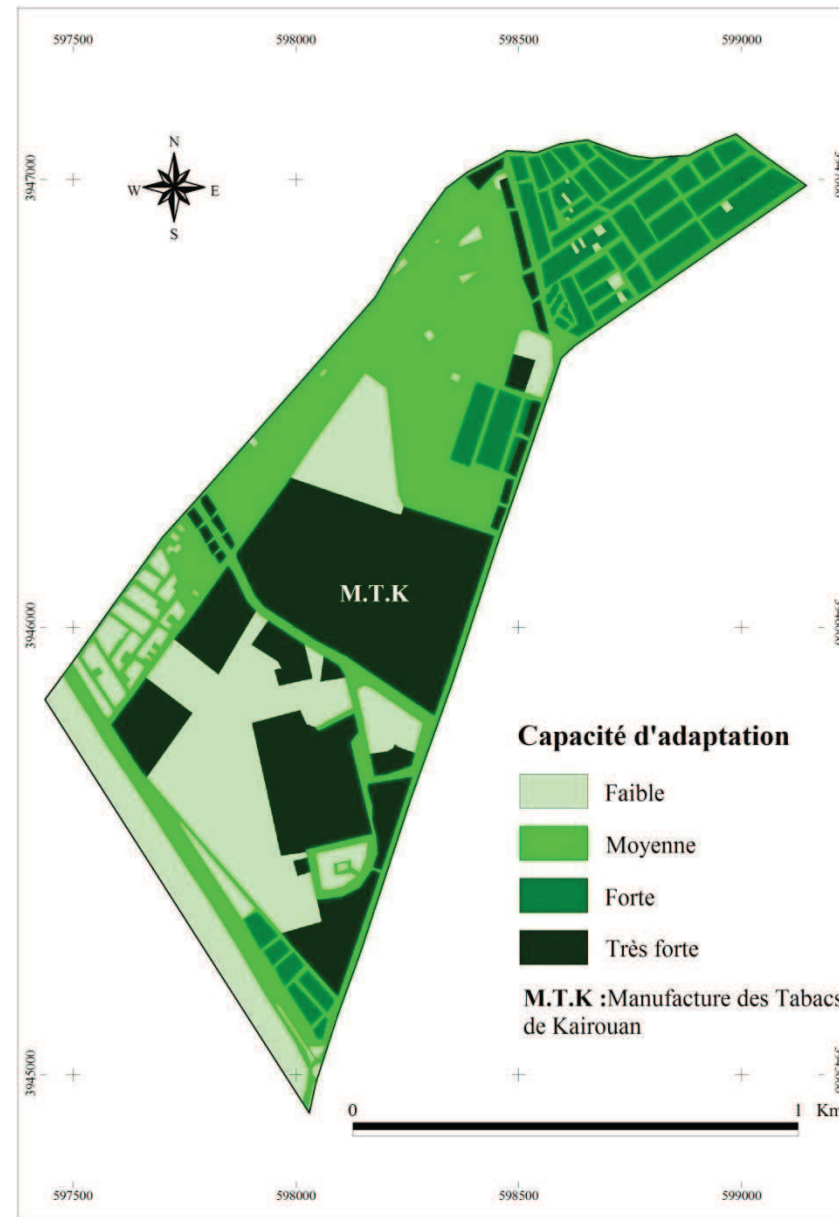 597500 598000 598500 599000
N
W E
S
3947000
M.T.K
3946000
Capacité d'adaptation
Faible
Moyenne
Forte
Très forte
M.T.K :Manufacture des Tabacs
de Kairouan
3945000
0 1 Km
597500 598000 598500 599000